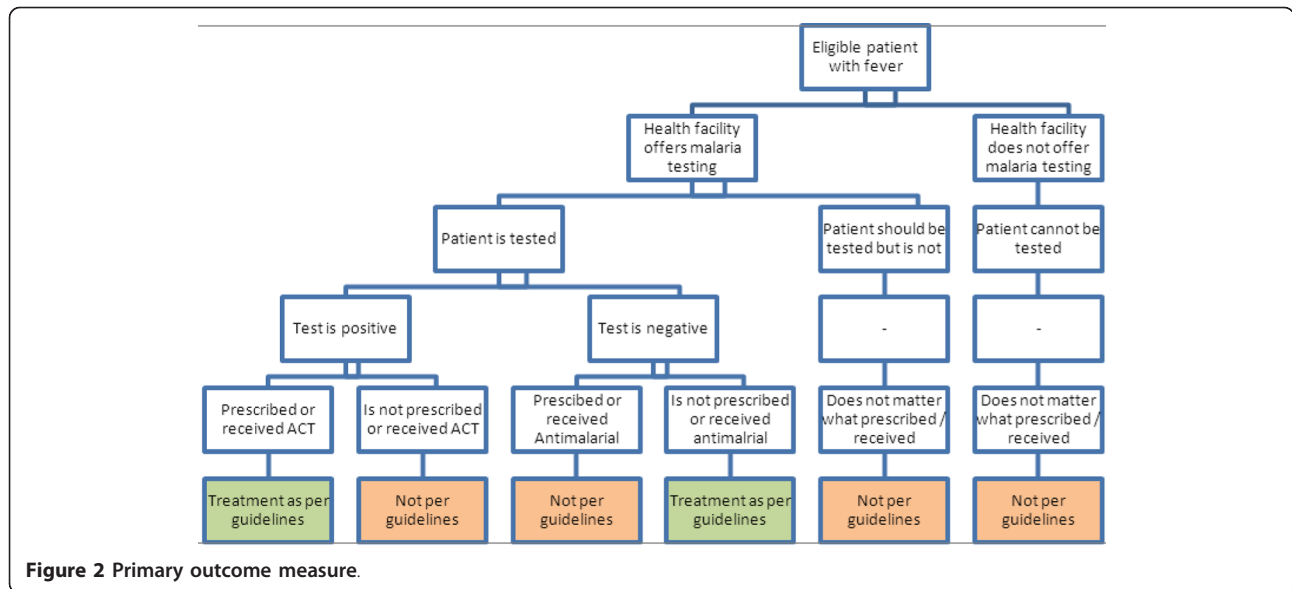 Eligible patient
with fever
Health facility
offers malaria
testing
Health facility
does not offer
malaria testing
Patient is tested
Patient should be
tested but is not
Patient cannot be
tested
Test is positive
Test is negative
-
-
Prescribed or
received ACT
Is not prescribed
or received ACT
Prescribed or
received
Antimalarial
Is not prescribed
or received
antimalrial
Does not matter
what prescribed /
received
Does not matter
what prescribed /
received
Treatment as per
guidelines
Not per
guidelines
Not per
guidelines
Treatment as per
guidelines
Not per
guidelines
Not per
guidelines
Figure 2 Primary outcome measure.